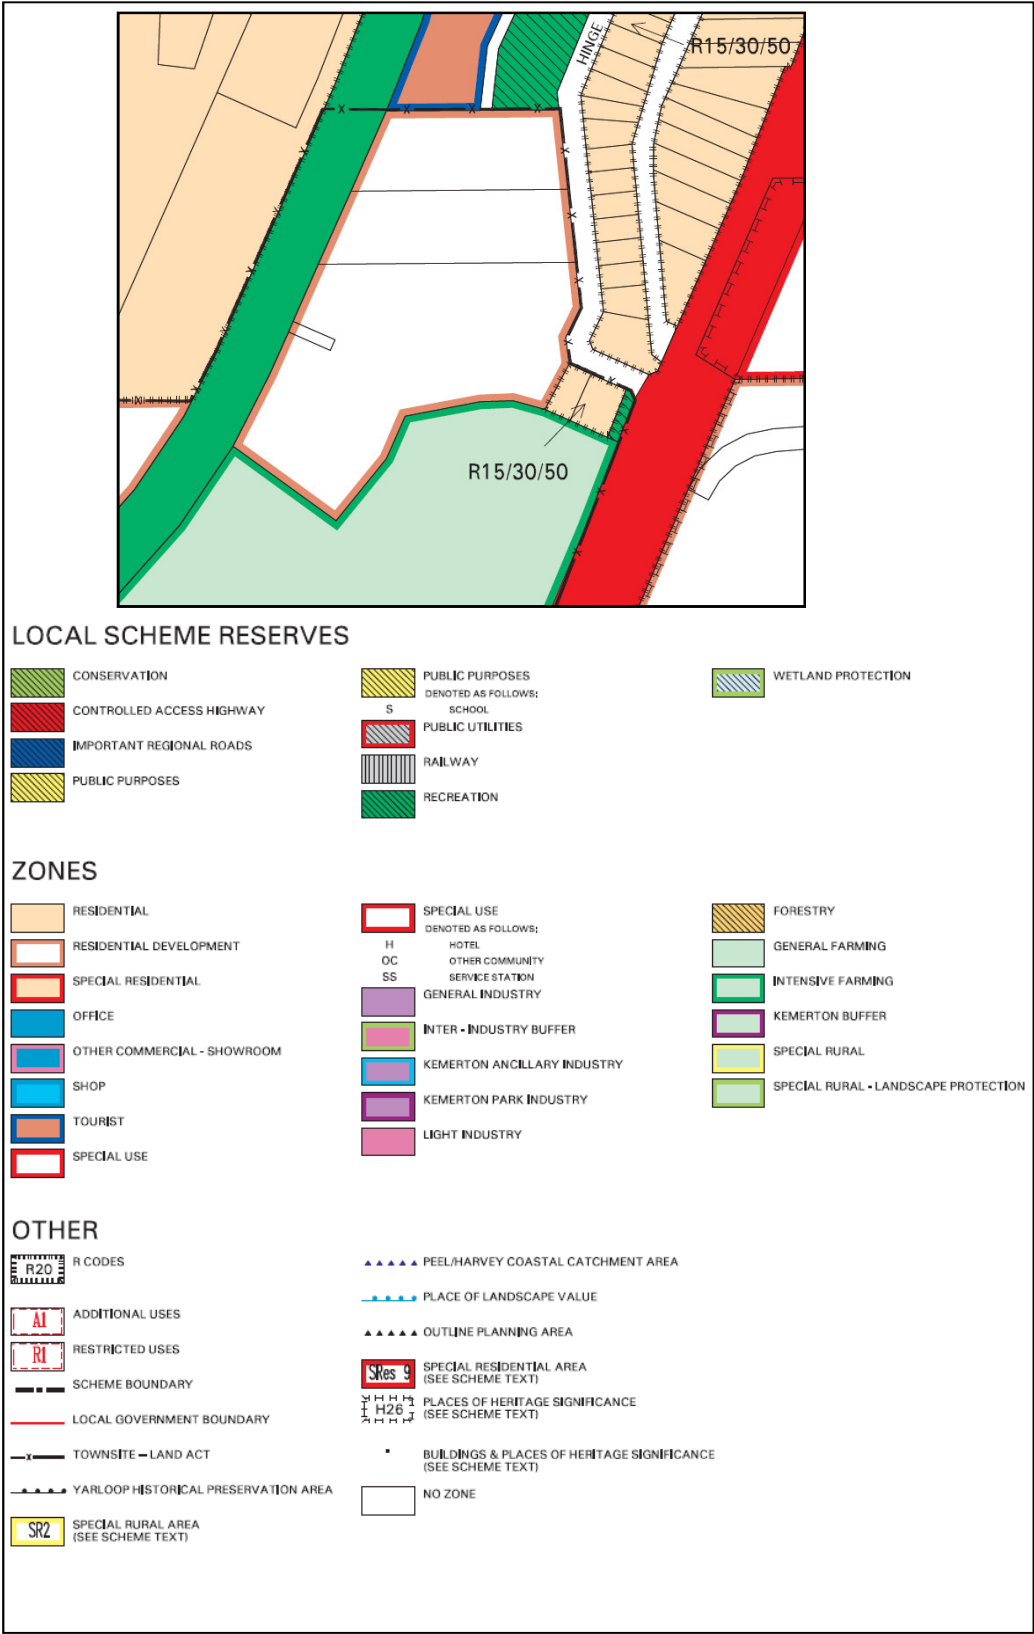 HINGE
R15/30/50
R15/30/50
LOCAL SCHEME RESERVES
CONSERVATION
CONTROLLED ACCESS HIGHWAY
IMPORTANT REGIONAL ROADS
PUBLIC PURPOSES
PUBLIC PURPOSES
DENOTED AS FOLLOWS:
S SCHOOL
PUBLIC UTILITIES
RAILWAY
RECREATION
WETLAND PROTECTION
ZONES
RESIDENTIAL
RESIDENTIAL DEVELOPMENT
SPECIAL RESIDENTIAL
OFFICE
OTHER COMMERCIAL - SHOWROOM
SHOP
TOURIST
SPECIAL USE
SPECIAL USE
DENOTED AS FOLLOWS:
H HOTEL
OC OTHER COMMUNITY
SS SERVICE STATION
GENERAL INDUSTRY
INTER - INDUSTRY BUFFER
KEMERTON ANCILLARY INDUSTRY
KEMERTON PARK INDUSTRY
LIGHT INDUSTRY
FORESTRY
GENERAL FARMING
INTENSIVE FARMING
KEMERTON BUFFER
SPECIAL RURAL
SPECIAL RURAL - LANDSCAPE PROTECTION
OTHER
R20 R CODES
A1 ADDITIONAL USES
R1 RESTRICTED USES
SCHEME BOUNDARY
LOCAL GOVERNMENT BOUNDARY
TOWNSITE - LAND ACT
YARLOOP HISTORICAL PRESERVATION AREA
SR2 SPECIAL RURAL AREA
(SEE SCHEME TEXT)
PEEL/HARVEY COASTAL CATCHMENT AREA
PLACE OF LANDSCAPE VALUE
OUTLINE PLANNING AREA
SRes 9 SPECIAL RESIDENTIAL AREA
(SEE SCHEME TEXT)
H26 PLACES OF HERITAGE SIGNIFICANCE
(SEE SCHEME TEXT)
BUILDINGS & PLACES OF HERITAGE SIGNIFICANCE
(SEE SCHEME TEXT)
NO ZONE